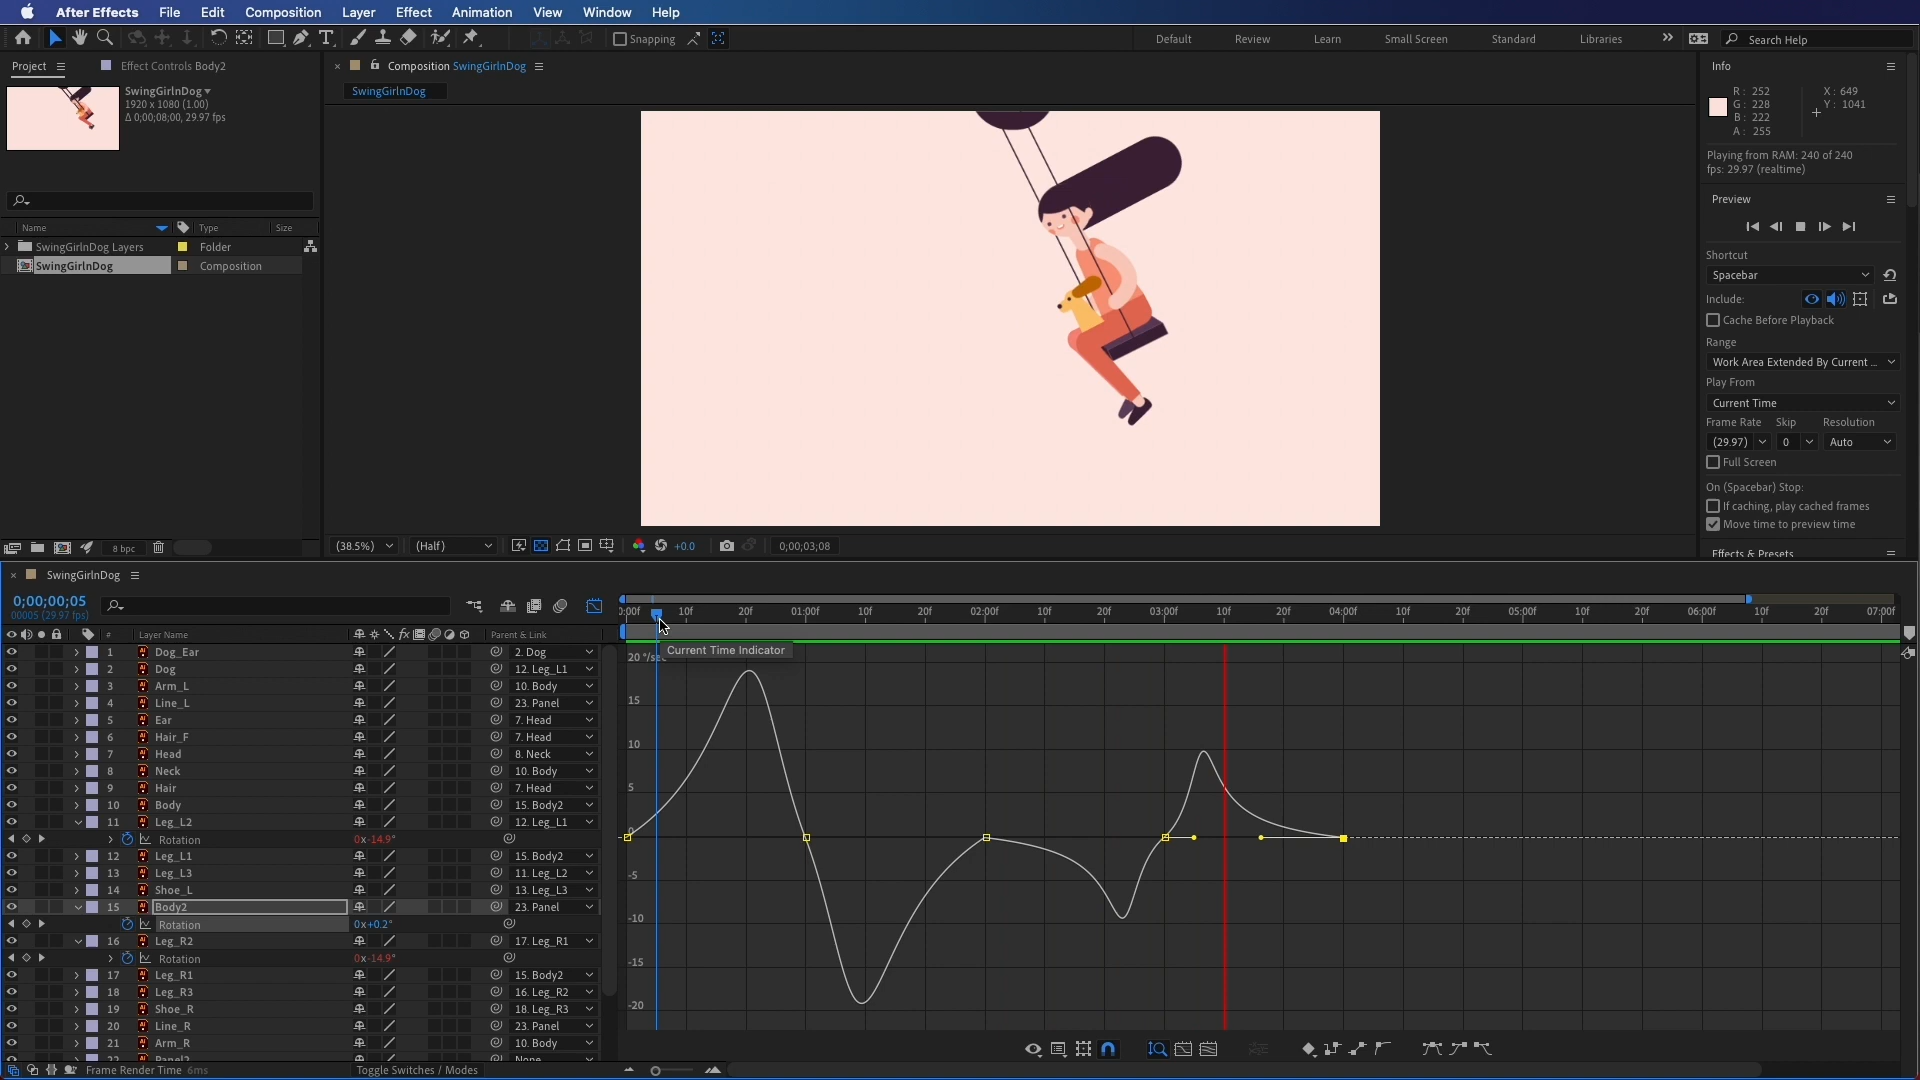 After Effects File Edit Composition Layer Effect Animation View Window Help
Snapping Default Review Learn Small Screen Standard Libraries Search Help
Project Effect Controls Body2
SwingGirlnDog
1920 x 1080 (1.00)
Δ 0;00;08;00, 29.97 fps
Name Type Size
SwingGirlnDog Layers Folder
SwingGirlnDog Composition
8 bpc
Composition SwingGirlnDog
SwingGirlnDog
(38.5%) (Half) +0.0 0;00;03;08
Info
R: 252 X: 649
G: 228 Y: 1041
B: 222
A: 255
Playing from RAM: 240 of 240
fps: 29.97 (realtime)
Preview
Shortcut
Spacebar
Include:
Cache Before Playback
Range
Work Area Extended By Current ...
Play From
Current Time
Frame Rate Skip Resolution
(29.97) 0 Auto
Full Screen
On (Spacebar) Stop:
If caching, play cached frames
Move time to preview time
Effects & Presets
SwingGirlnDog
0;00;00;05
00005 (29.97 fps)
0:00f 10f 20f 01:00f 10f 20f 02:00f 10f 20f 03:00f 10f 20f 04:00f 10f 20f 05:00f 10f 20f 06:00f 10f 20f 07:00f
# Layer Name fx Parent & Link
1 Dog_Ear 2. Dog
2 Dog 12. Leg_L1
3 Arm_L 10. Body
4 Line_L 23. Panel
5 Ear 7. Head
6 Hair_F 7. Head
7 Head 8. Neck
8 Neck 10. Body
9 Hair 7. Head
10 Body 15. Body2
11 Leg_L2 12. Leg_L1
Rotation 0x-14.9°
12 Leg_L1 15. Body2
13 Leg_L3 11. Leg_L2
14 Shoe_L 13. Leg_L3
15 Body2 23. Panel
Rotation 0x+0.2°
16 Leg_R2 17. Leg_R1
Rotation 0x-14.9°
17 Leg_R1 15. Body2
18 Leg_R3 16. Leg_R2
19 Shoe_R 18. Leg_R3
20 Line_R 23. Panel
21 Arm_R 10. Body
22 Panel2 None
Current Time Indicator
20 °/sec
15
10
5
0
-5
-10
-15
-20
Frame Render Time 6ms Toggle Switches / Modes